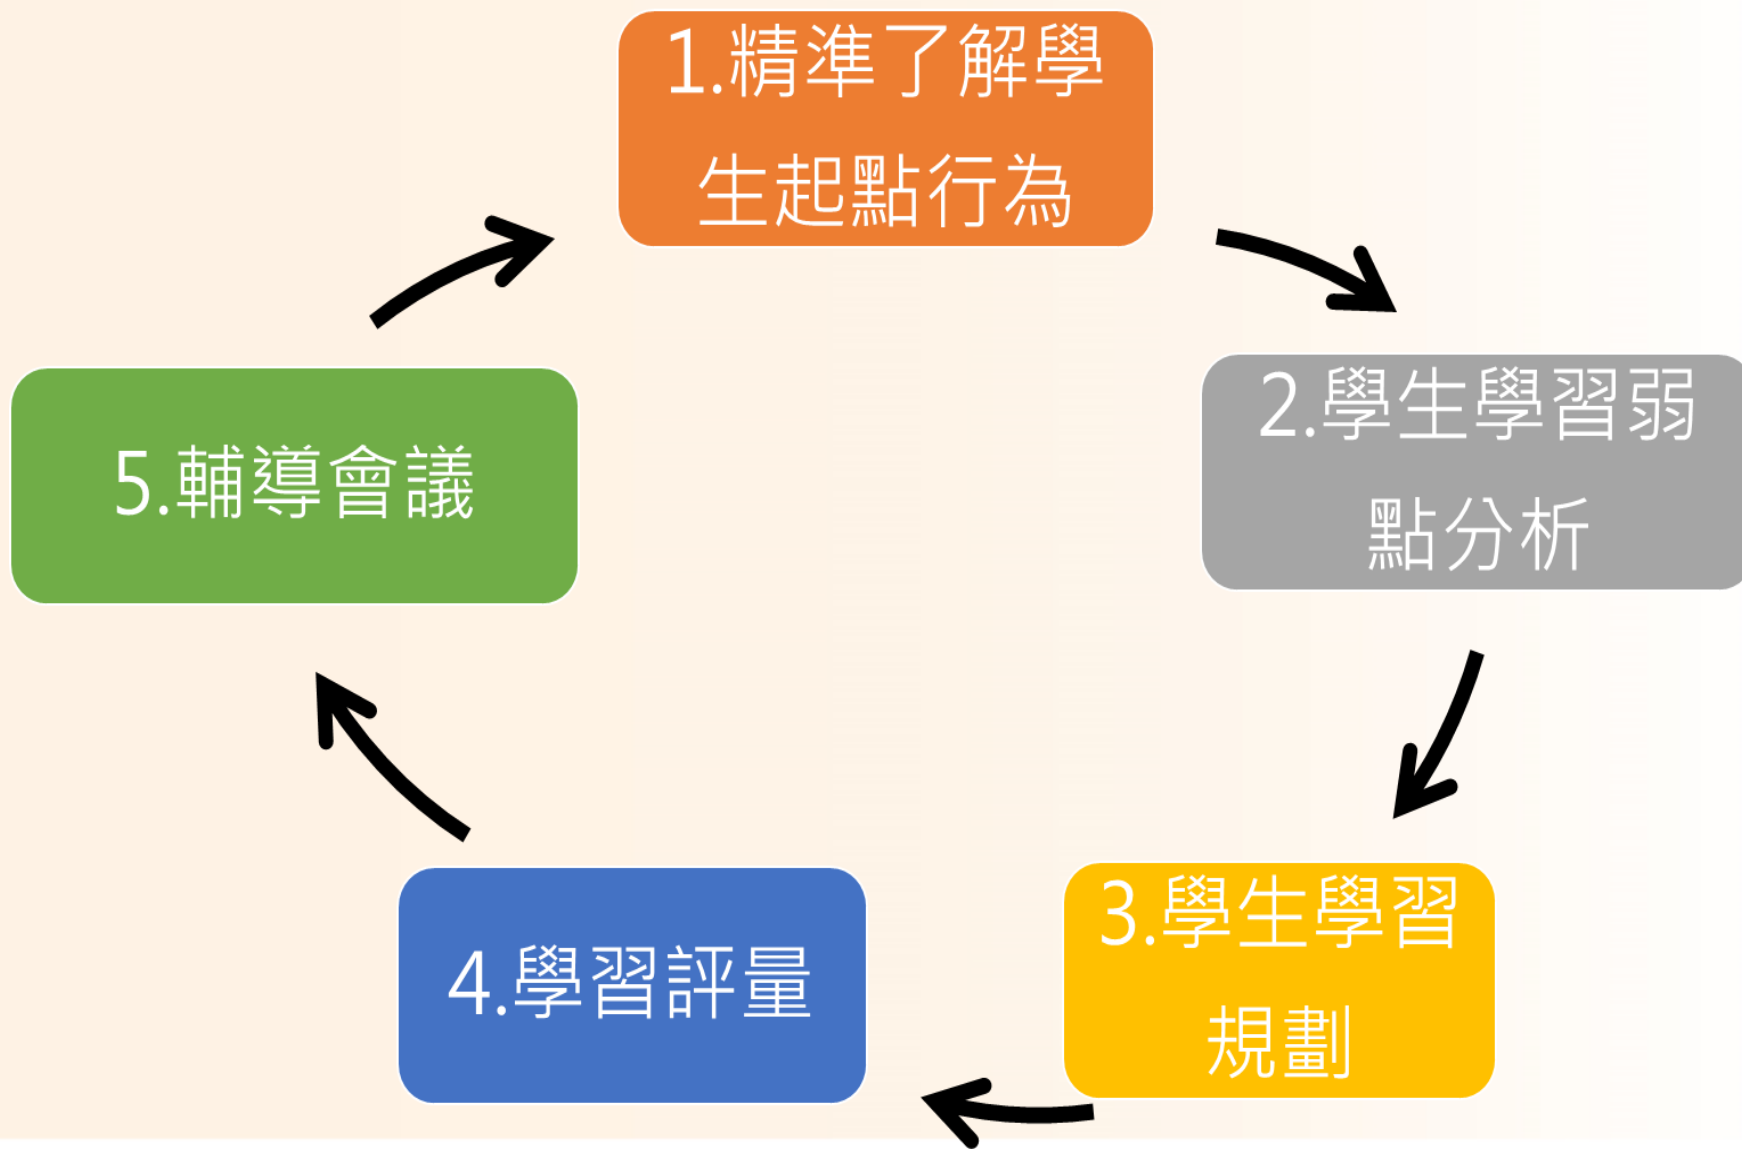 1.精準了解學
生起點行為
2.學生學習弱
點分析
3.學生學習
規劃
4.學習評量
5.輔導會議